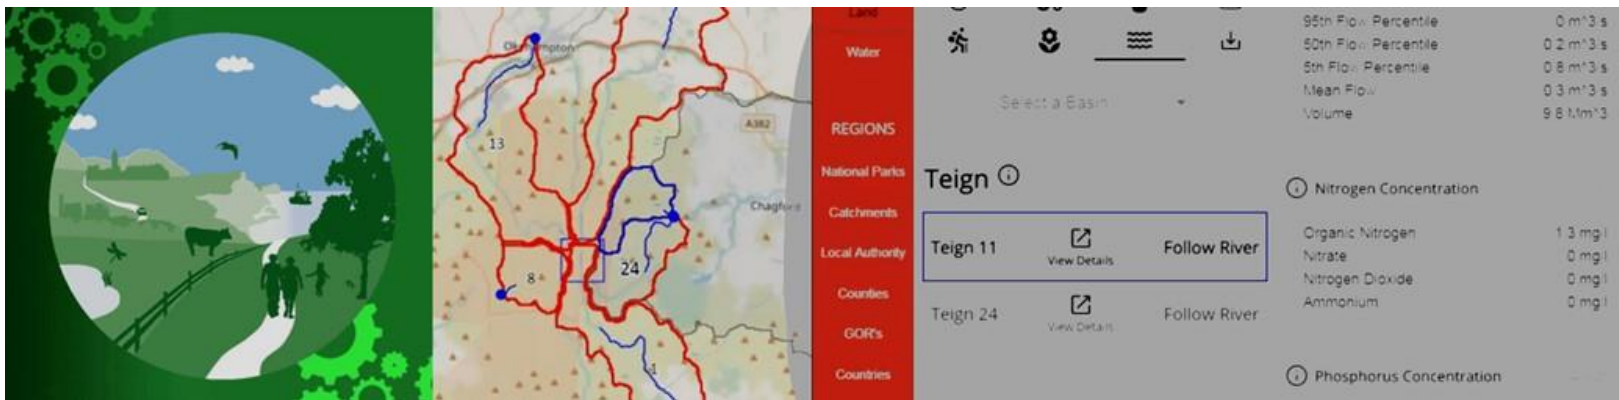 Okehampton
13
A382
Chagford
8
24
1
Land
Water
REGIONS
National Parks
Catchments
Local Authority
Counties
GOR's
Countries
Select a Basin
Teign
Teign 11
View Details
Follow River
Teign 24
View Details
Follow River
95th Flow Percentile 0 m^3 s
50th Flow Percentile 0 2 m^3 s
5th Flow Percentile 0 8 m^3 s
Mean Flow 0 3 m^3 s
Volume 9 8 Mm^3
Nitrogen Concentration
Organic Nitrogen 1 3 mg l
Nitrate 0 mg l
Nitrogen Dioxide 0 mg l
Ammonium 0 mg l
Phosphorus Concentration